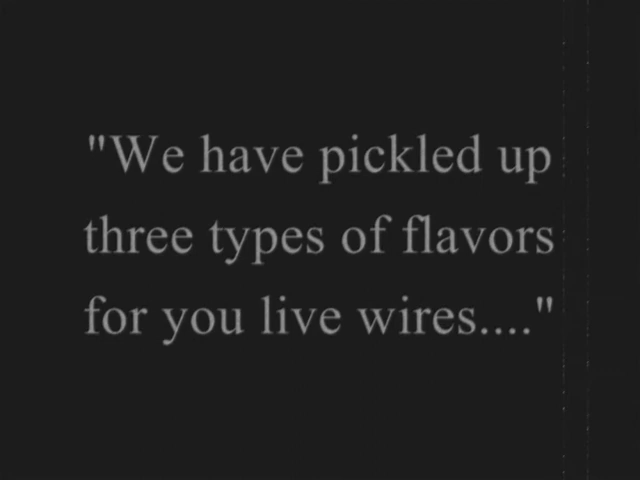 "We have pickled up
three types of flavors
for you live wires...."